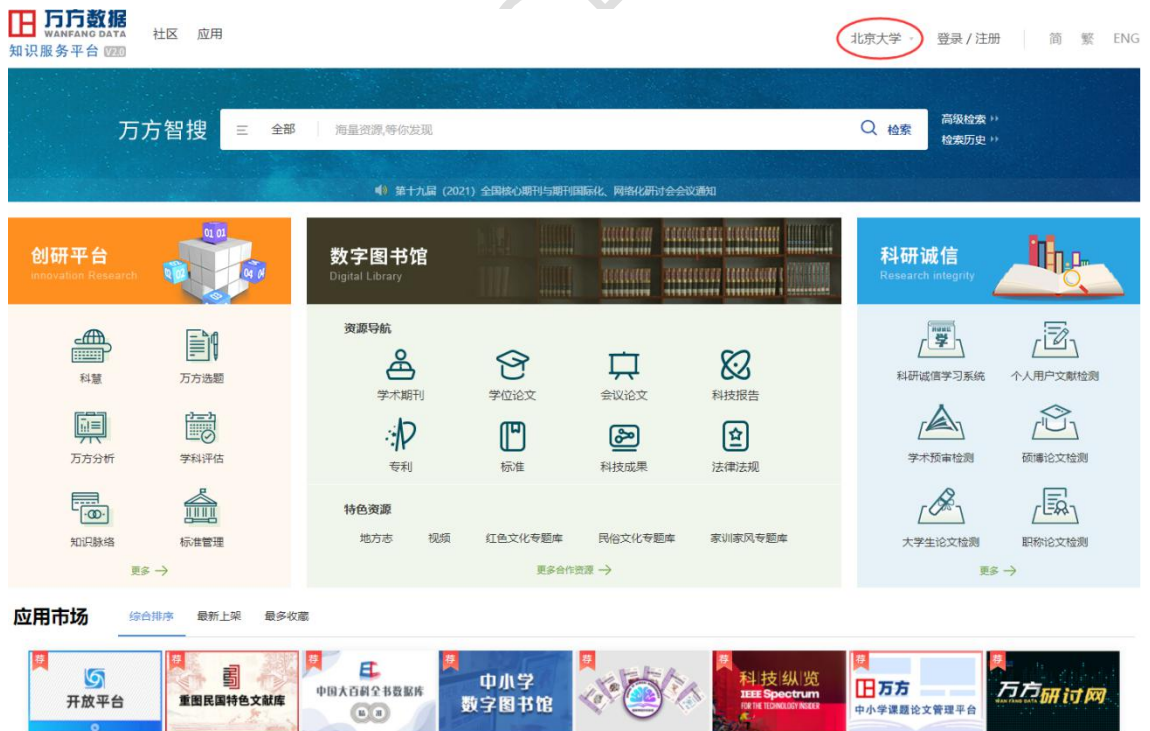 万方数据
WANFANG DATA
知识服务平台 V2.0
社区 应用
北京大学
登录 / 注册
简 繁 ENG
万方智搜
全部
海量资源,等你发现
检索
高级检索
检索历史
第十九届 (2021) 全国核心期刊与期刊国际化、网络化研讨会会议通知
创研平台
innovation Research
01 01
01 02
04 04
科慧 万方选题
万方分析 学科评估
知识脉络 标准管理
更多
数字图书馆
Digital Library
资源导航
学术期刊 学位论文 会议论文 科技报告
专利 标准 科技成果 法律法规
特色资源
地方志 视频 红色文化专题库 民俗文化专题库 家训家风专题库
更多合作资源
科研诚信
Research integrity
学
科研诚信学习系统 个人用户文献检测
学术预审检测 硕博论文检测
大学生论文检测 职称论文检测
更多
应用市场 综合排序 最新上架 最多收藏
荐 荐 荐 荐 荐 荐 荐 荐
开放平台
重图民国特色文献库
中国大百科全书数据库
中小学
数字图书馆
科技纵览
IEEE Spectrum
FOR THE TECHNOLOGY INSIDER
万方
中小学课题论文管理平台
万方研讨网
WANFANG DATA